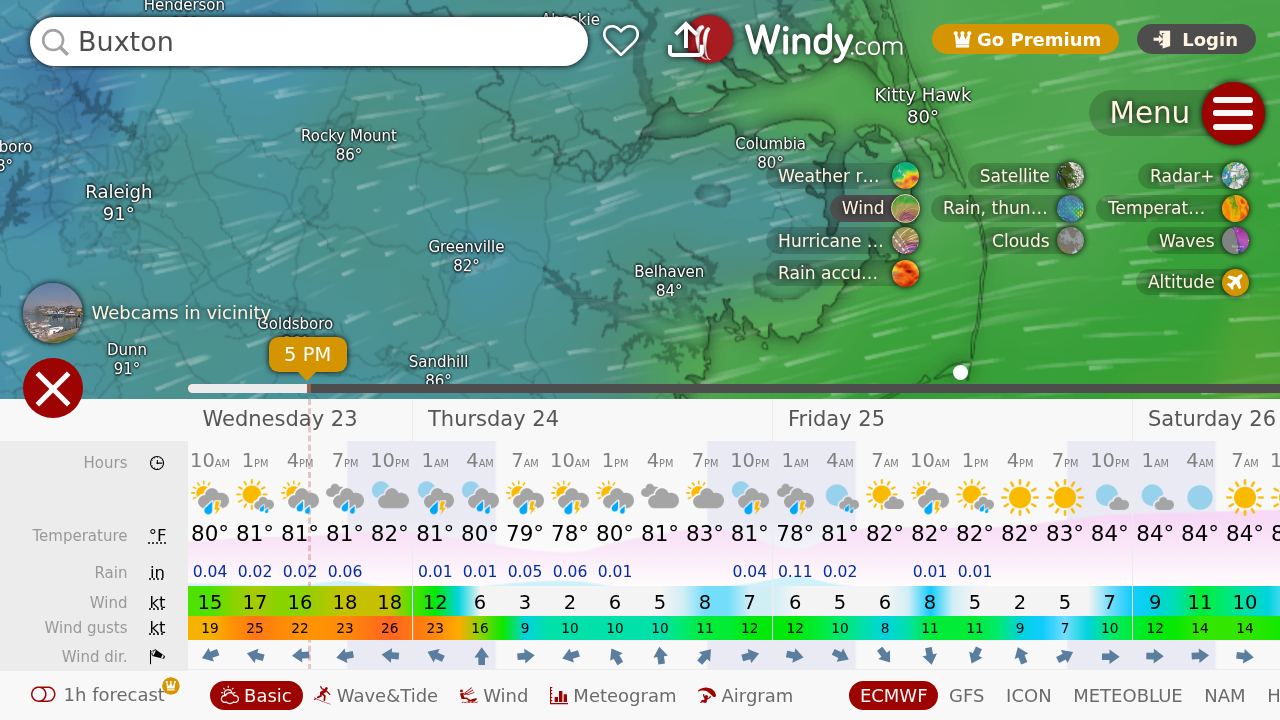 Henderson
Buxton
Windy.com
Go Premium
Login
Kitty Hawk
80°
Menu
Rocky Mount
86°
Columbia
80°
boro
Weather r...
Satellite
Radar+
Raleigh
91°
Wind
Rain, thun...
Temperat...
Greenville
82°
Hurricane ...
Clouds
Waves
Belhaven
84°
Rain accu...
Altitude
Webcams in vicinity
Goldsboro
Dunn
91°
5 PM
Sandhill
86°
Wednesday 23 Thursday 24 Friday 25 Saturday 26
Hours 10AM 1PM 4PM 7PM 10PM 1AM 4AM 7AM 10AM 1PM 4PM 7PM 10PM 1AM 4AM 7AM 10AM 1PM 4PM 7PM 10PM 1AM 4AM 7AM
Temperature °F 80° 81° 81° 81° 82° 81° 80° 79° 78° 80° 81° 83° 81° 78° 81° 82° 82° 82° 82° 83° 84° 84° 84° 84°
Rain in 0.04 0.02 0.02 0.06 0.01 0.01 0.05 0.06 0.01 0.04 0.11 0.02 0.01 0.01
Wind kt 15 17 16 18 18 12 6 3 2 6 5 8 7 6 5 6 8 5 2 5 7 9 11 10
Wind gusts kt 19 25 22 23 26 23 16 9 10 10 10 11 12 12 10 8 11 11 9 7 10 12 14 14
Wind dir.
1h forecast Basic Wave&Tide Wind Meteogram Airgram ECMWF GFS ICON METEOBLUE NAM H